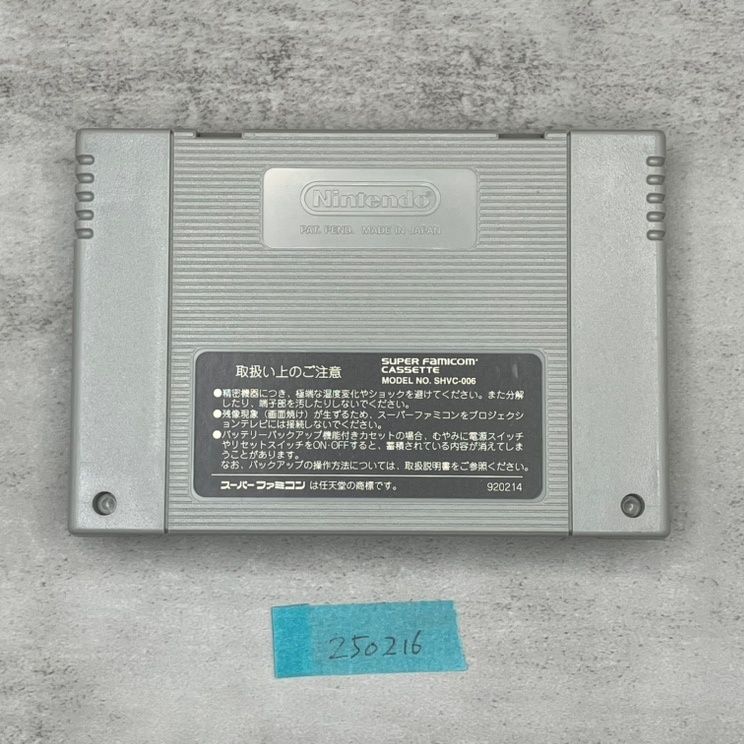 Nintendo
PAT. PEND. MADE IN JAPAN
取扱い上のご注意
SUPER FAMICOM
CASSETTE
MODEL NO. SHVC-006
●精密機器につき、極端な温度変化やショックを避けてください。また分解
したり、端子部を汚したりしないでください。
●残像現象（画面焼け）が生ずるため、スーパーファミコンをプロジェクシ
ョンテレビには接続しないでください。
●バッテリーバックアップ機能付きカセットの場合、むやみに電源スイッチ
やリセットスイッチをON・OFFすると、蓄積されている内容が消えてしま
うことがあります。
なお、バックアップの操作方法については、取扱説明書をご参照ください。
スーパーファミコン は任天堂の商標です。
920214
250216